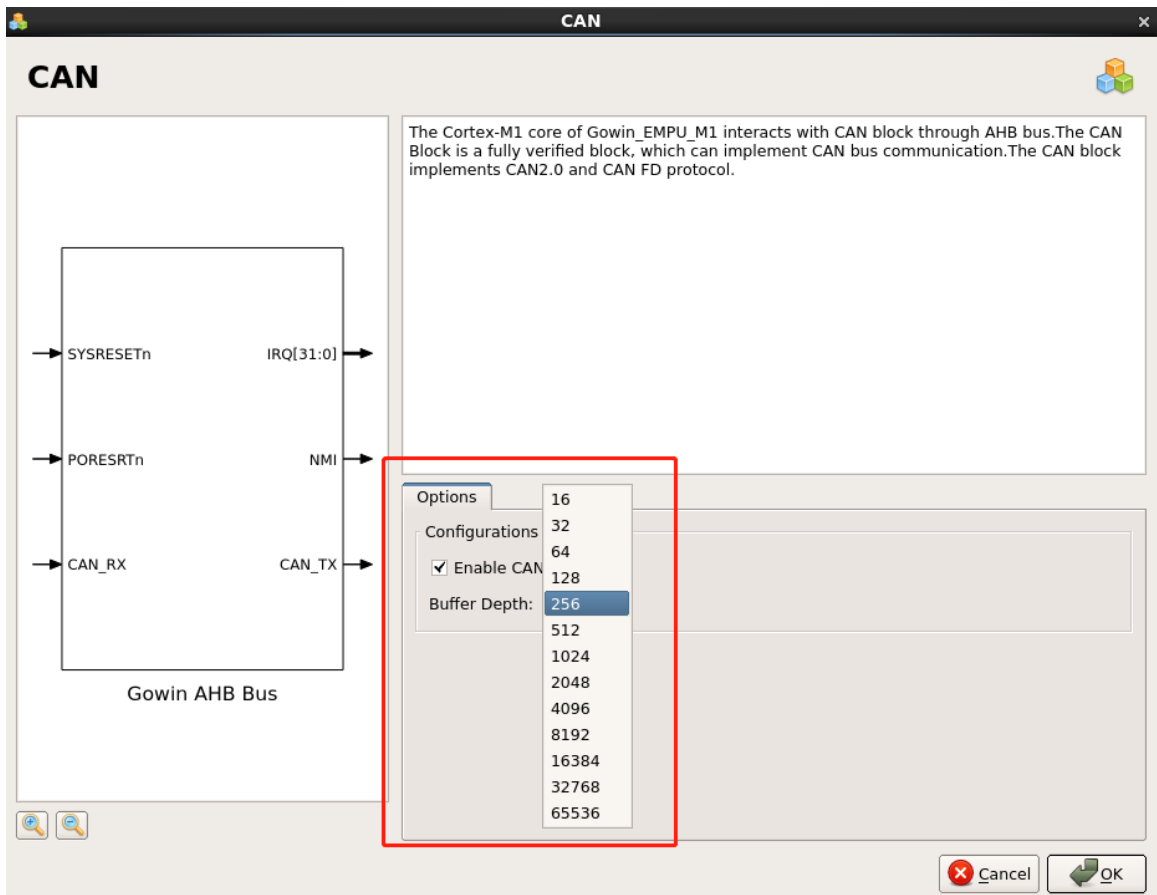 CAN
CAN
The Cortex-M1 core of Gowin_EMPU_M1 interacts with CAN block through AHB bus.The CAN
Block is a fully verified block, which can implement CAN bus communication.The CAN block
implements CAN2.0 and CAN FD protocol.
SYSRESETn IRQ[31:0]
PORESRTn NMI
CAN_RX CAN_TX
Gowin AHB Bus
Options
Configurations
Enable CAN
Buffer Depth:
16
32
64
128
256
512
1024
2048
4096
8192
16384
32768
65536
Cancel OK